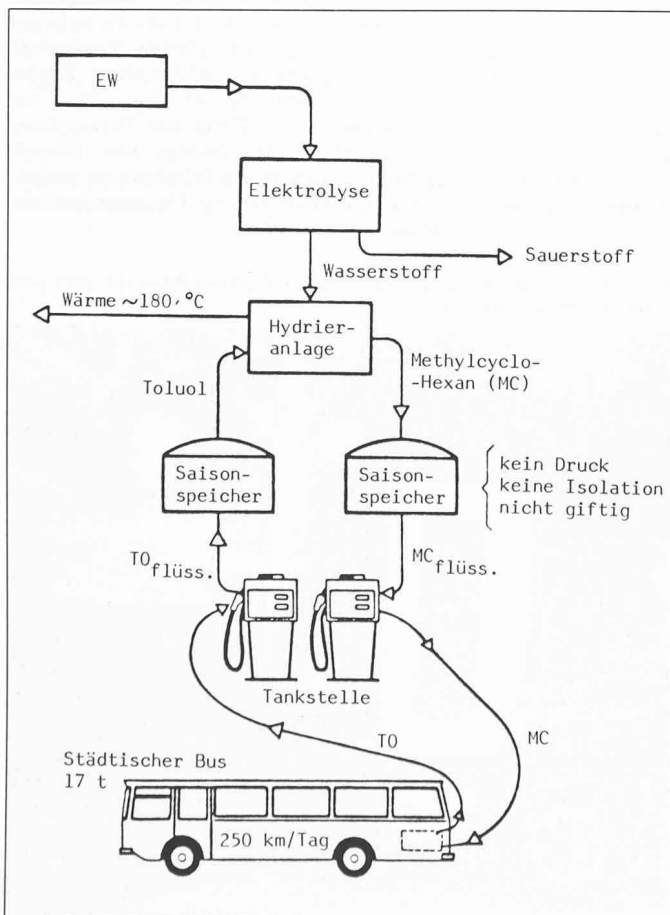 EW
Elektrolyse
Sauerstoff
Wasserstoff
Wärme ~180 °C
Hydrier-
anlage
Methylcyclo-
-Hexan (MC)
Toluol
Saison-
speicher
Saison-
speicher
kein Druck
keine Isolation
nicht giftig
TO flüss.
MC flüss.
Tankstelle
TO
MC
Städtischer Bus
17 t
250 km/Tag